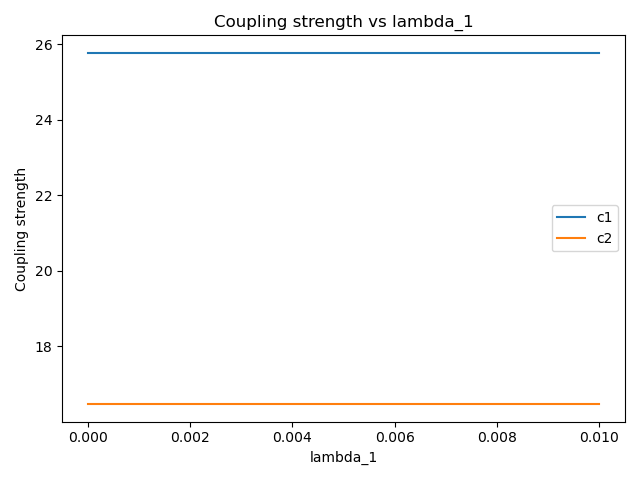 Coupling strength vs lambda_1
26
24
22
20
18
Coupling strength
c1
c2
0.000 0.002 0.004 0.006 0.008 0.010
lambda_1